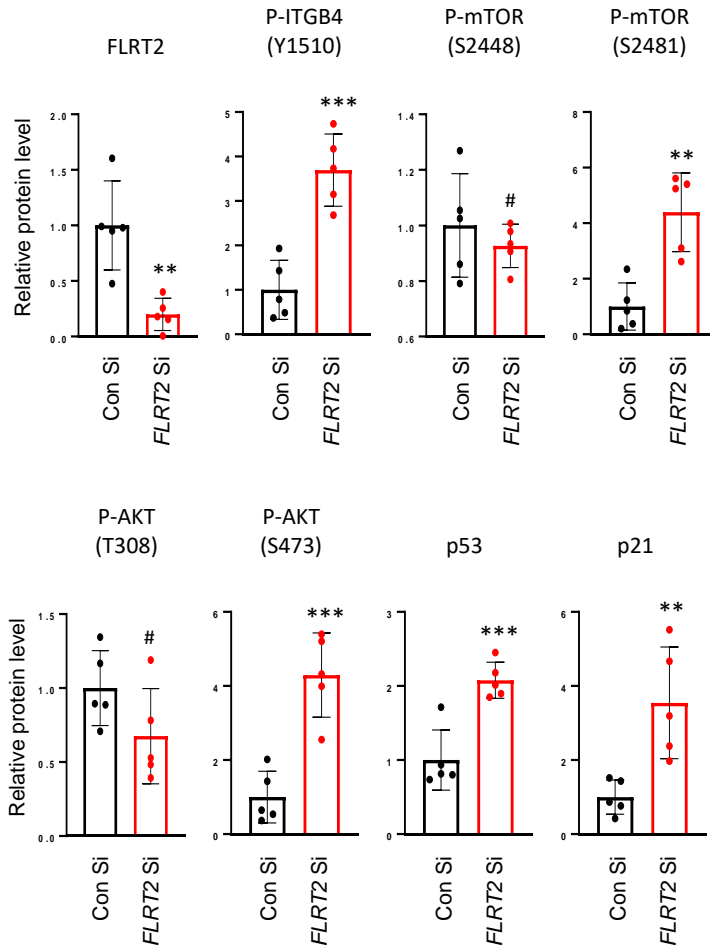 FLRT2
P-ITGB4
(Y1510)
P-mTOR
(S2448)
P-mTOR
(S2481)
Relative protein level
2.0
1.5
1.0
0.5
0.0
**
Con Si
FLRT2 Si
5
4
3
2
1
0
***
Con Si
FLRT2 Si
1.4
1.2
1.0
0.8
0.6
#
Con Si
FLRT2 Si
8
6
4
2
0
**
Con Si
FLRT2 Si
P-AKT
(T308)
P-AKT
(S473)
p53
p21
Relative protein level
1.5
1.0
0.5
0.0
#
Con Si
FLRT2 Si
6
4
2
0
***
Con Si
FLRT2 Si
3
2
1
0
***
Con Si
FLRT2 Si
6
4
2
0
**
Con Si
FLRT2 Si